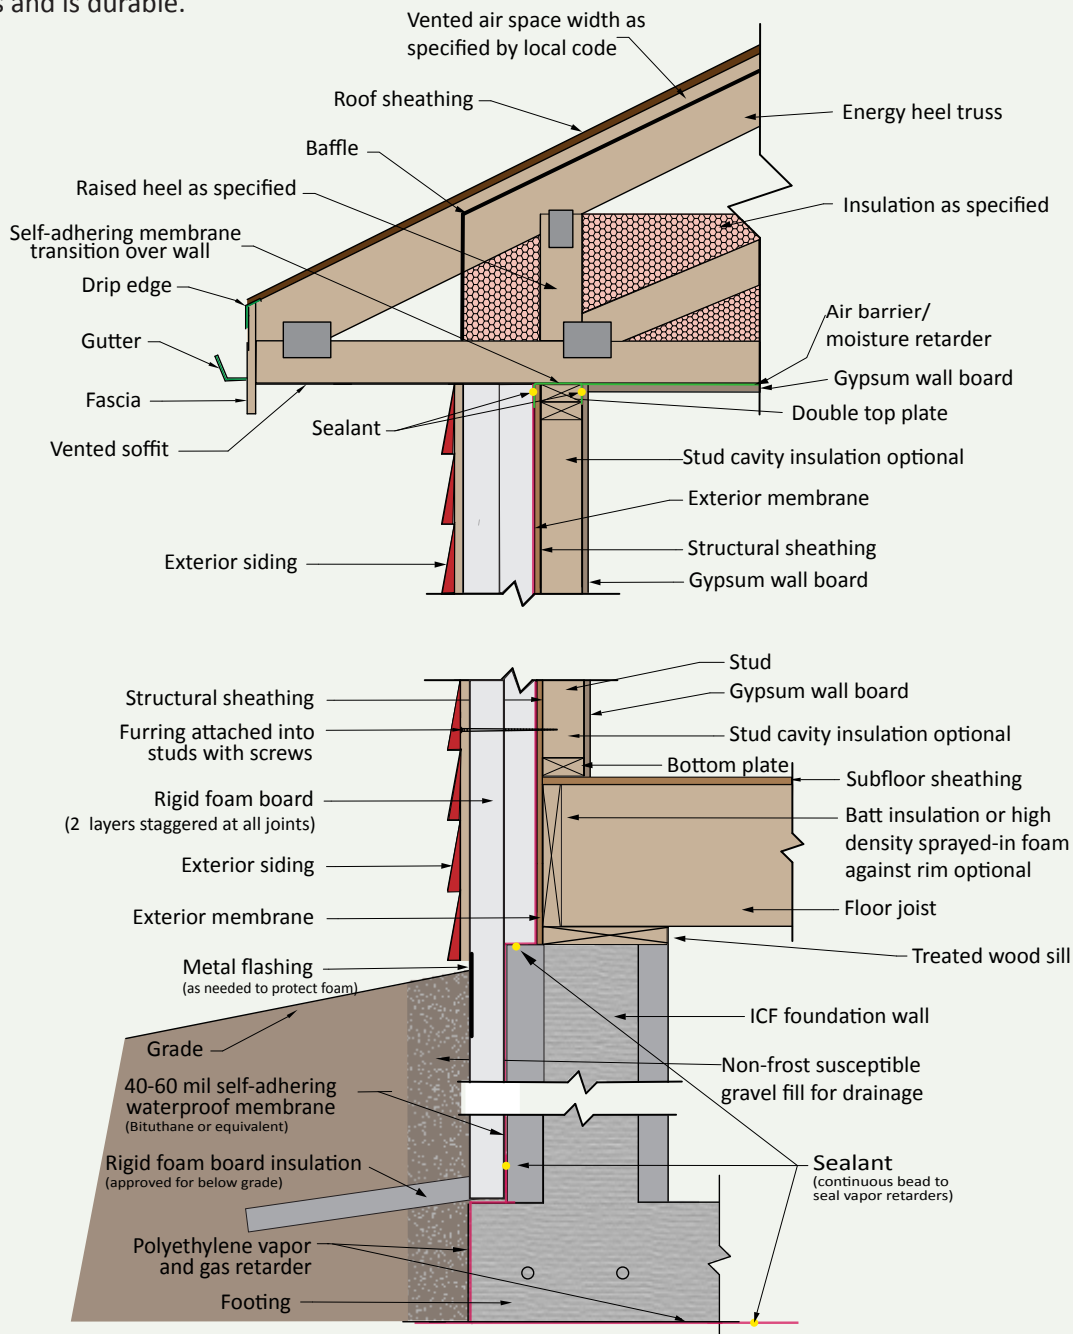 s and is durable.
Vented air space width as
specified by local code
Roof sheathing
Energy heel truss
Baffle
Raised heel as specified
Insulation as specified
Self-adhering membrane
transition over wall
Drip edge
Air barrier/
moisture retarder
Gutter
Gypsum wall board
Fascia
Double top plate
Sealant
Vented soffit
Stud cavity insulation optional
Exterior membrane
Structural sheathing
Exterior siding
Gypsum wall board
Stud
Structural sheathing
Gypsum wall board
Furring attached into
studs with screws
Stud cavity insulation optional
Bottom plate
Subfloor sheathing
Rigid foam board
(2 layers staggered at all joints)
Batt insulation or high
density sprayed-in foam
against rim optional
Exterior siding
Floor joist
Exterior membrane
Treated wood sill
Metal flashing
(as needed to protect foam)
ICF foundation wall
Grade
Non-frost susceptible
gravel fill for drainage
40-60 mil self-adhering
waterproof membrane
(Bituthane or equivalent)
Rigid foam board insulation
(approved for below grade)
Sealant
(continuous bead to
seal vapor retarders)
Polyethylene vapor
and gas retarder
Footing